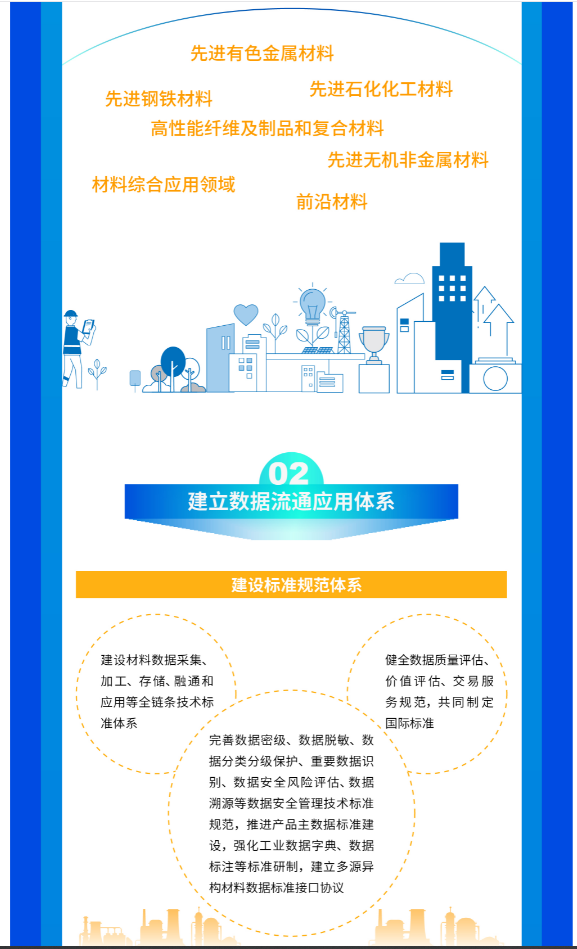 先进有色金属材料
先进石化化工材料
先进钢铁材料
高性能纤维及制品和复合材料
先进无机非金属材料
材料综合应用领域
前沿材料
02
建立数据流通应用体系
建设标准规范体系
建设材料数据采集、
加工、存储、融通和
应用等全链条技术标
准体系
健全数据质量评估、
价值评估、交易服
务规范，共同制定
国际标准
完善数据密级、数据脱敏、数
据分类分级保护、重要数据识
别、数据安全风险评估、数据
溯源等数据安全管理技术标准
规范，推进产品主数据标准建
设，强化工业数据字典、数据
标注等标准研制，建立多源异
构材料数据标准接口协议